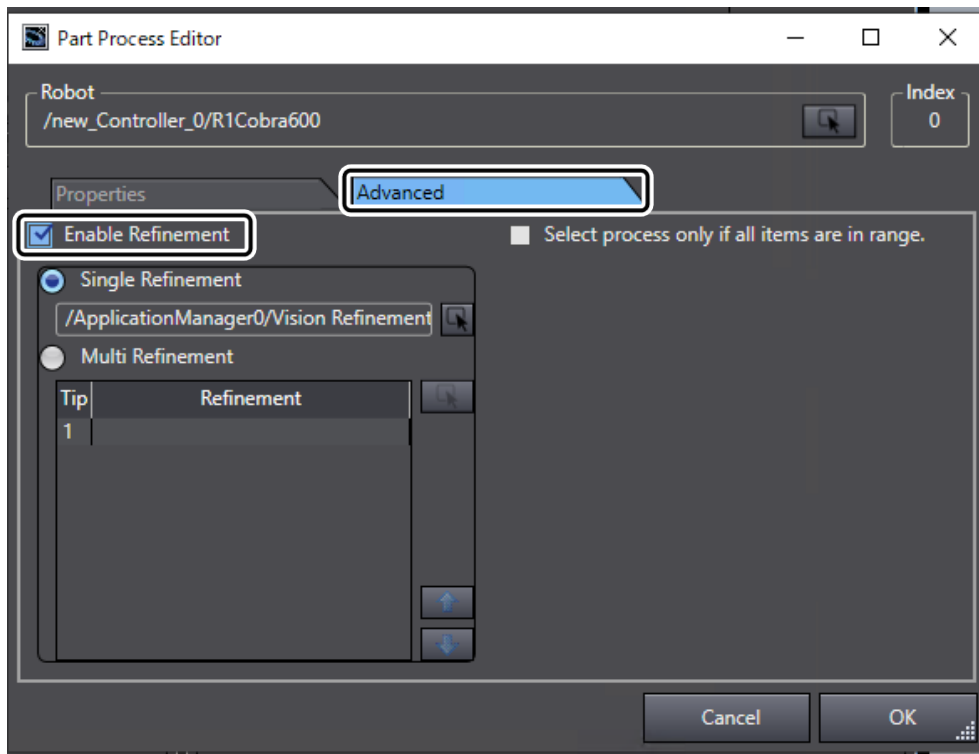 Part Process Editor
Robot
/new_Controller_0/R1Cobra600
Index
0
Properties
Advanced
Enable Refinement
Select process only if all items are in range.
Single Refinement
/ApplicationManager0/Vision Refinement
Multi Refinement
Tip Refinement
1
Cancel OK